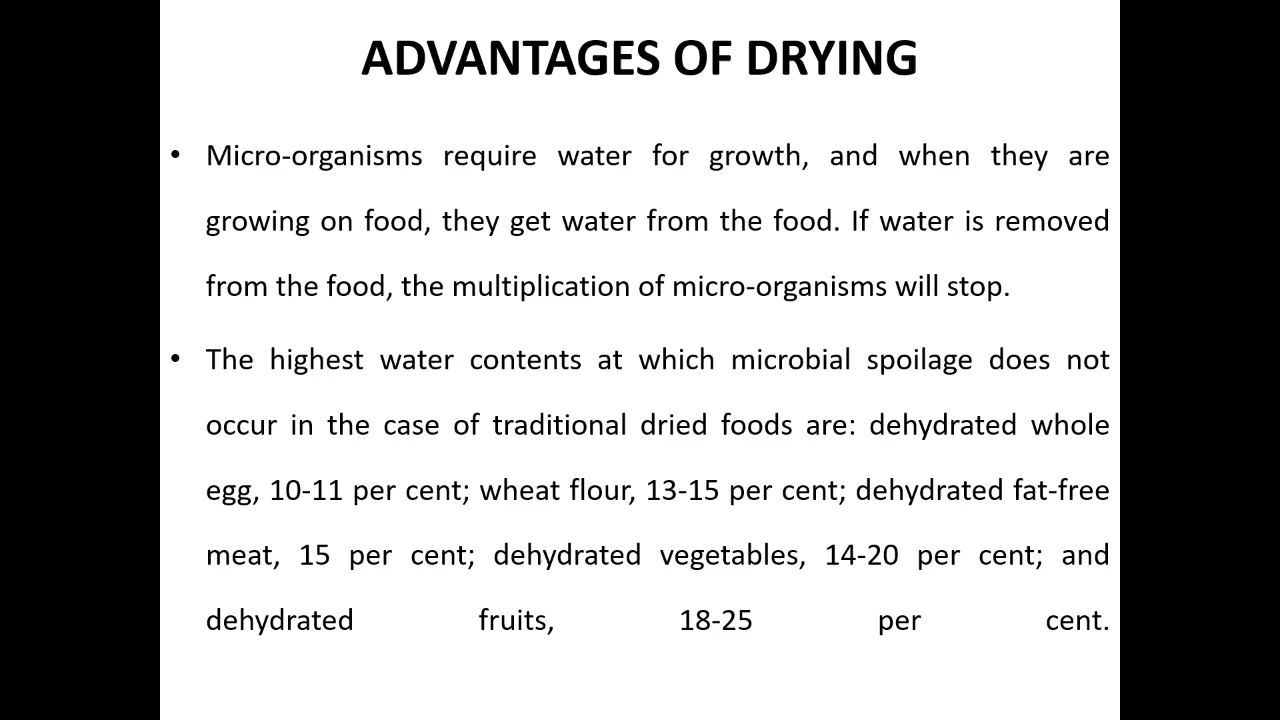 ADVANTAGES OF DRYING
• Micro-organisms require water for growth, and when they are
growing on food, they get water from the food. If water is removed
from the food, the multiplication of micro-organisms will stop.
• The highest water contents at which microbial spoilage does not
occur in the case of traditional dried foods are: dehydrated whole
egg, 10-11 per cent; wheat flour, 13-15 per cent; dehydrated fat-free
meat, 15 per cent; dehydrated vegetables, 14-20 per cent; and
dehydrated fruits, 18-25 per cent.